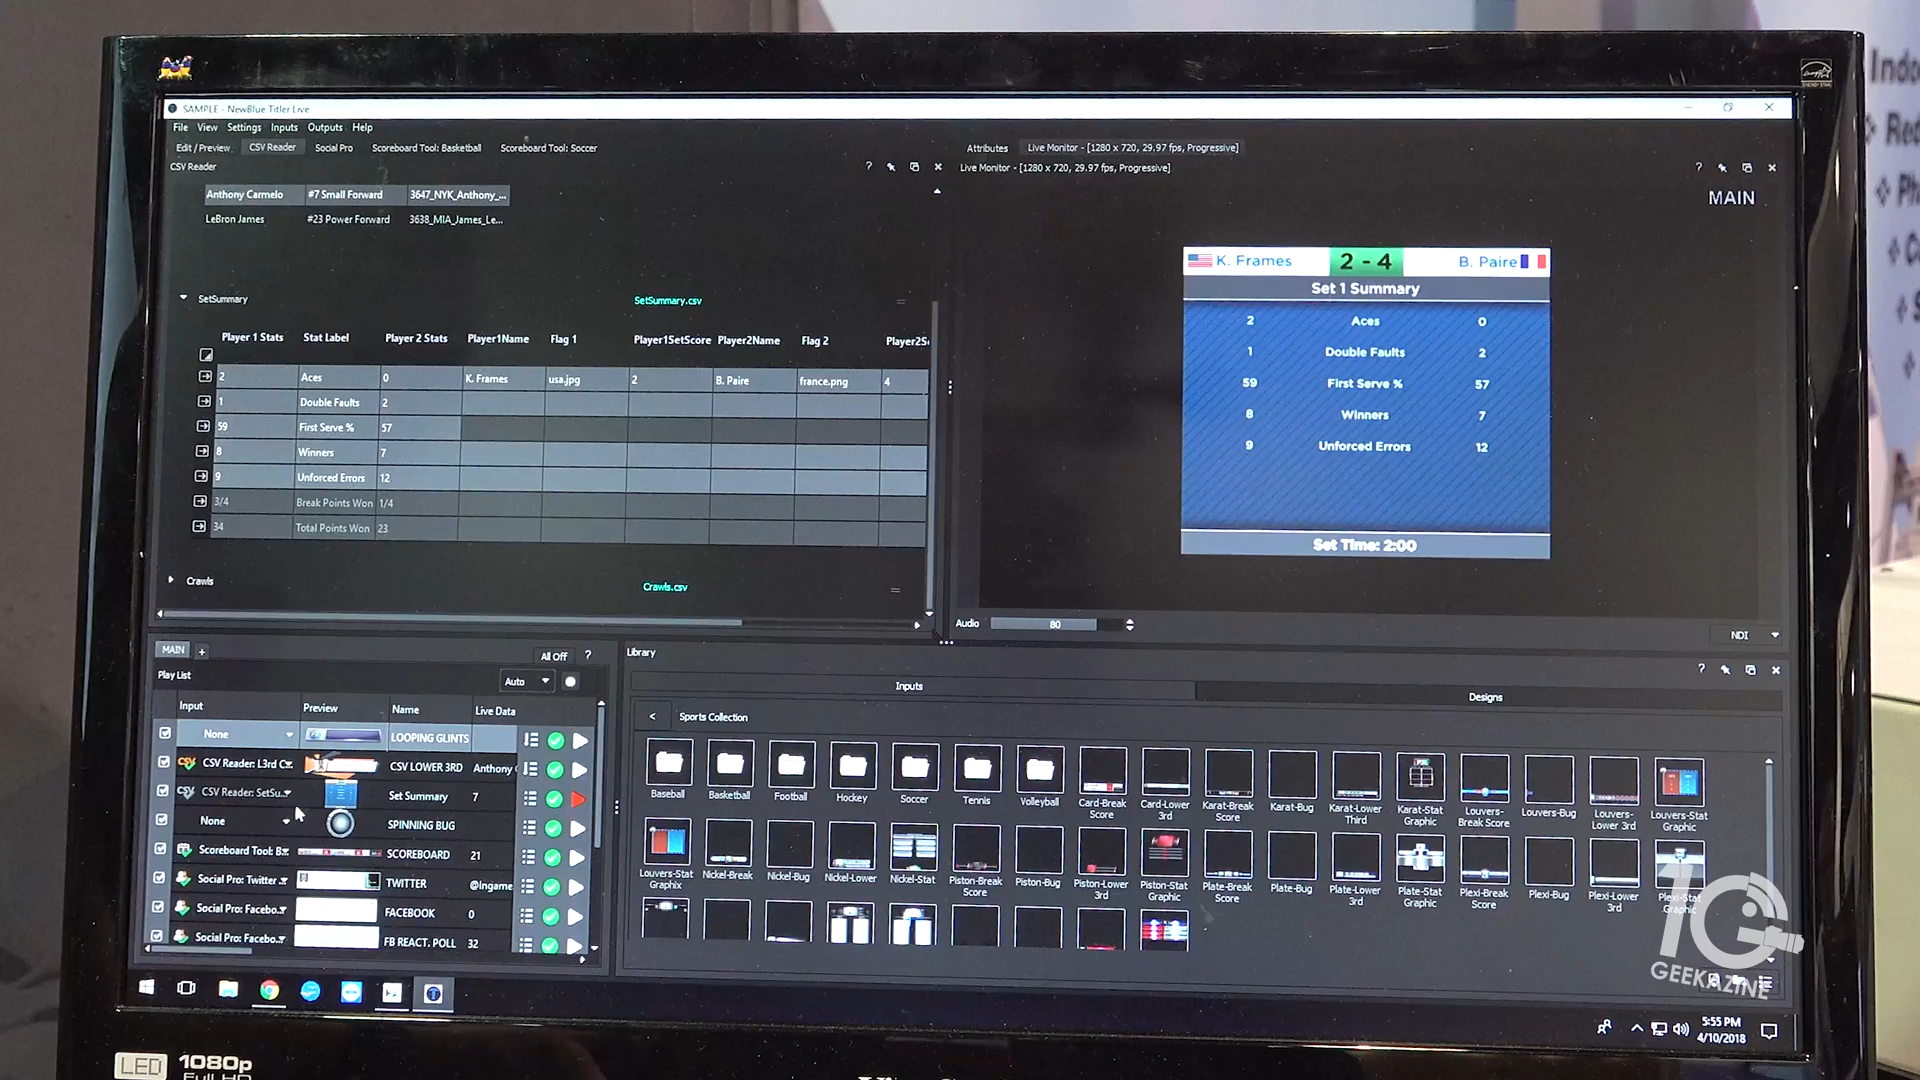 SAMPLE - NewBlue Titler Live
File View Settings Inputs Outputs Help
Edit / Preview CSV Reader Social Pro Scoreboard Tool: Basketball Scoreboard Tool: Soccer
CSV Reader ?
Anthony Carmelo #7 Small Forward 3647_NYK_Anthony_...
LeBron James #23 Power Forward 3638_MIA_James_Le...
SetSummary SetSummary.csv
Player 1 Stats Stat Label Player 2 Stats Player1Name Flag 1 Player1SetScore Player2Name Flag 2 Player2S
2 Aces 0 K. Frames usa.jpg 2 B. Paire france.png 4
1 Double Faults 2
59 First Serve % 57
8 Winners 7
9 Unforced Errors 12
3/4 Break Points Won 1/4
34 Total Points Won 23
Crawls Crawls.csv
Attributes Live Monitor - [1280 x 720, 29.97 fps, Progressive]
Live Monitor - [1280 x 720, 29.97 fps, Progressive] ?
MAIN
K. Frames 2 - 4 B. Paire
Set 1 Summary
2 Aces 0
1 Double Faults 2
59 First Serve % 57
8 Winners 7
9 Unforced Errors 12
Set Time: 2:00
Audio 80
NDI
MAIN + All Off ?
Play List Auto
Input Preview Name Live Data
None LOOPING GLINTS
CSV Reader: L3rd C... CSV LOWER 3RD Anthony
CSV Reader: SetSu... Set Summary 7
None SPINNING BUG
Scoreboard Tool: B... SCOREBOARD 21
Social Pro: Twitter ... TWITTER @Ingame
Social Pro: Facebo... FACEBOOK 0
Social Pro: Facebo... FB REACT. POLL 32
Library ?
Inputs Designs
< Sports Collection
Baseball Basketball Football Hockey Soccer Tennis Volleyball Card-Break Score Card-Lower 3rd Karat-Break Score Karat-Bug Karat-Lower Third Karat-Stat Graphic Louvers-Break Score Louvers-Bug Louvers-Lower 3rd Louvers-Stat Graphic
Louvers-Stat Graphix Nickel-Break Nickel-Bug Nickel-Lower Nickel-Stat Piston-Break Score Piston-Bug Piston-Lower 3rd Piston-Stat Graphic Plate-Break Score Plate-Bug Plate-Lower 3rd Plate-Stat Graphic Plexi-Break Score Plexi-Bug Plexi-Lower 3rd Plexi-Stat Graphic
GEEKAZINE
5:55 PM
4/10/2018
LED 1080p
Full HD